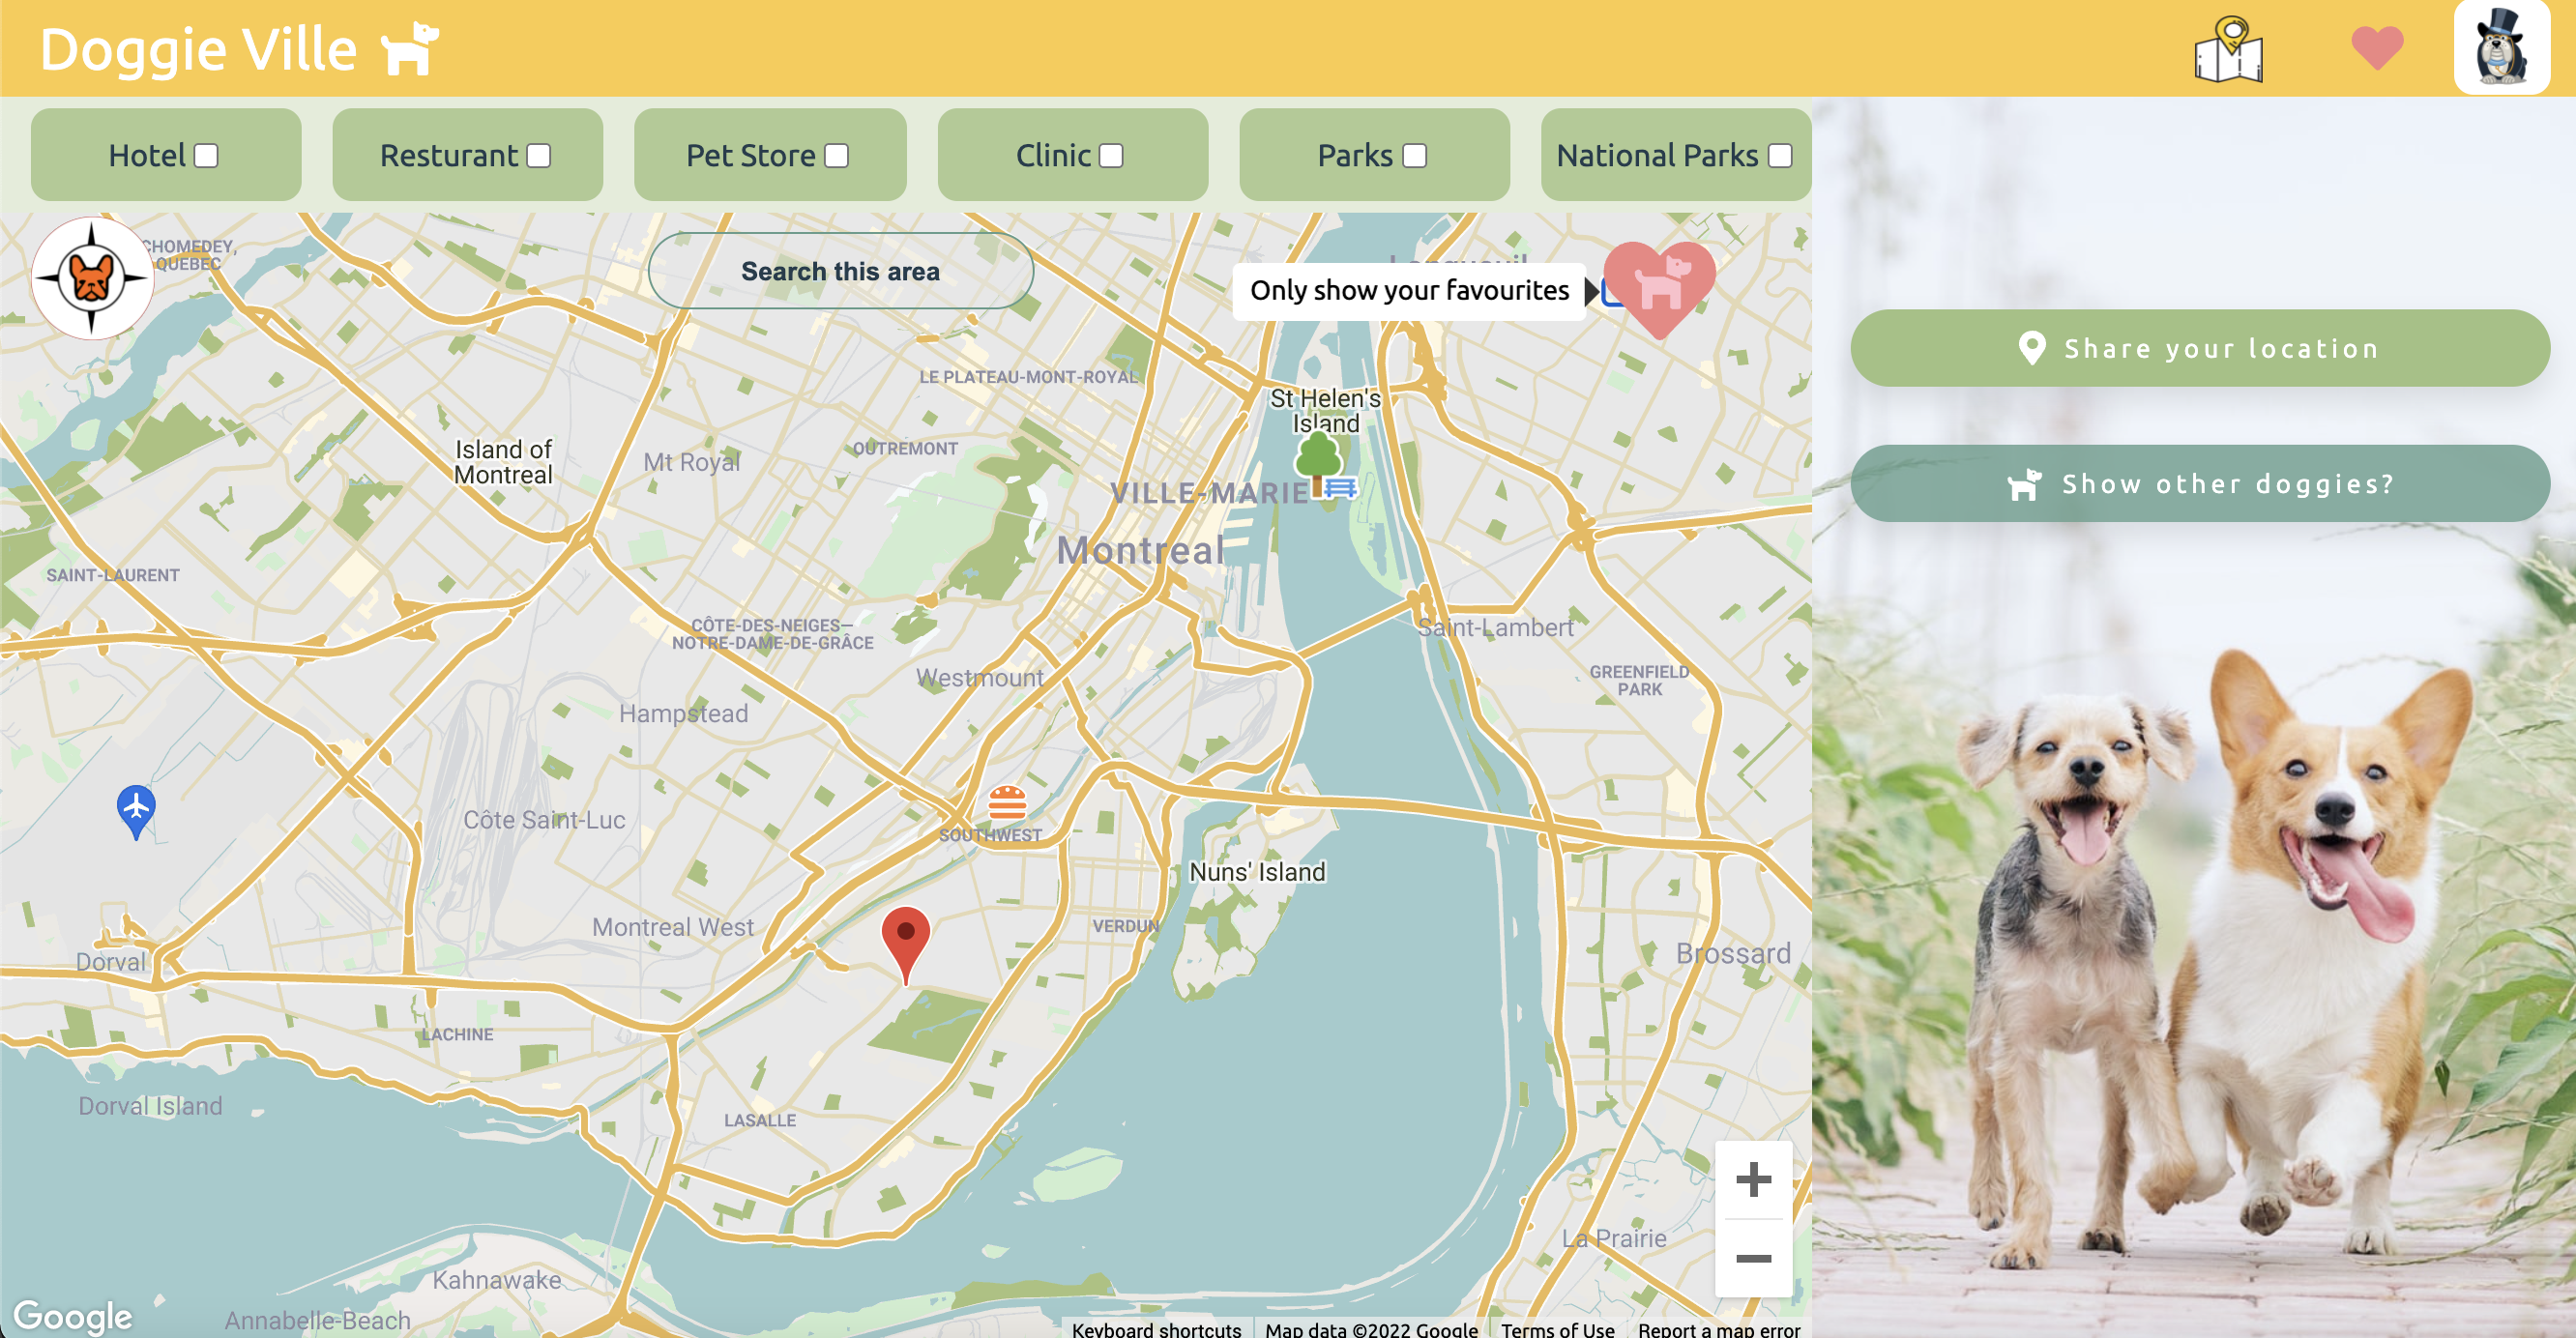 Doggie Ville
Hotel
Resturant
Pet Store
Clinic
Parks
National Parks
CHOMEDEY,
QUEBEC
Search this area
Only show your favourites
Share your location
LE PLATEAU-MONT-ROYAL
St Helen's
Island
Island of
Montreal
Mt Royal
OUTREMONT
VILLE-MARIE
Show other doggies?
Montreal
SAINT-LAURENT
CÔTE-DES-NEIGES—
NOTRE-DAME-DE-GRÂCE
Saint-Lambert
Westmount
GREENFIELD
PARK
Hampstead
Côte Saint-Luc
SOUTHWEST
Nuns' Island
Montreal West
VERDUN
Brossard
Dorval
LACHINE
Dorval Island
LASALLE
La Prairie
Kahnawake
Annabelle-Beach
Google
Keyboard shortcuts
Map data ©2022 Google
Terms of Use
Report a map error